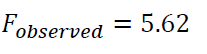 F_observed = 5.62